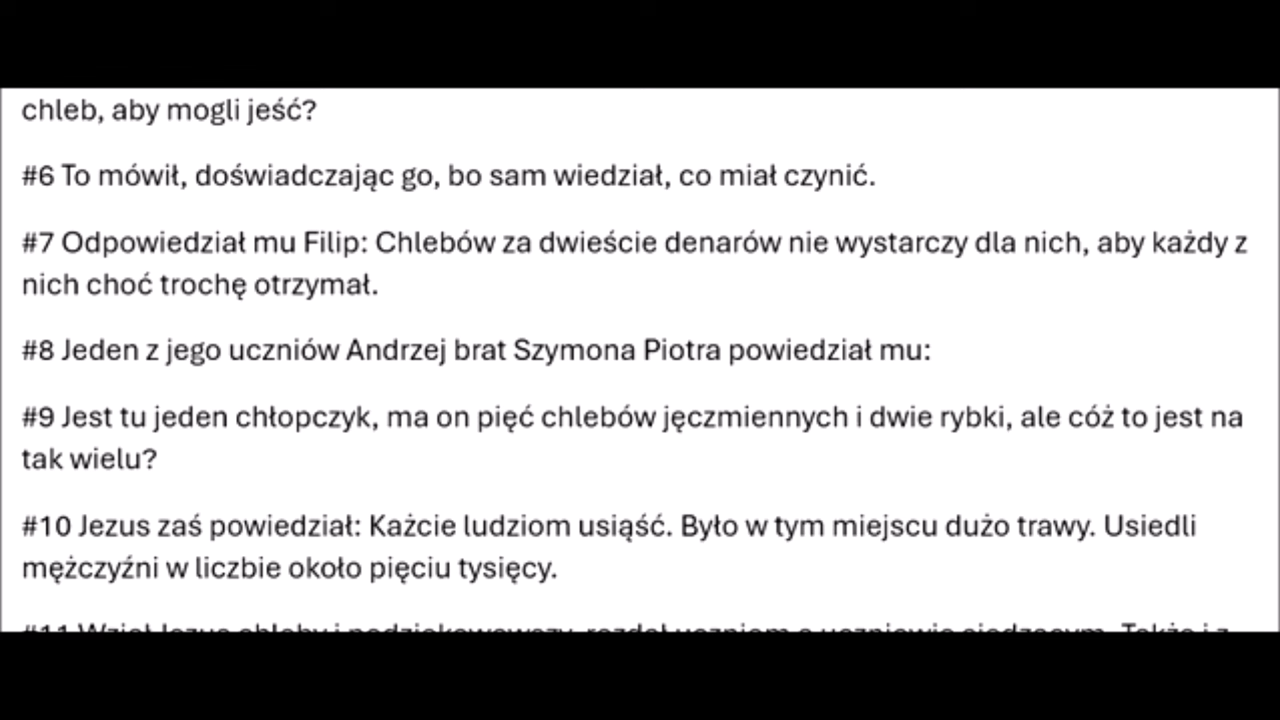 chleb, aby mogli jeść?
#6 To mówił, doświadczając go, bo sam wiedział, co miał czynić.
#7 Odpowiedział mu Filip: Chlebów za dwieście denarów nie wystarczy dla nich, aby każdy z
nich choć trochę otrzymał.
#8 Jeden z jego uczniów Andrzej brat Szymona Piotra powiedział mu:
#9 Jest tu jeden chłopczyk, ma on pięć chlebów jęczmiennych i dwie rybki, ale cóż to jest na
tak wielu?
#10 Jezus zaś powiedział: Każcie ludziom usiąść. Było w tym miejscu dużo trawy. Usiedli
mężczyźni w liczbie około pięciu tysięcy.